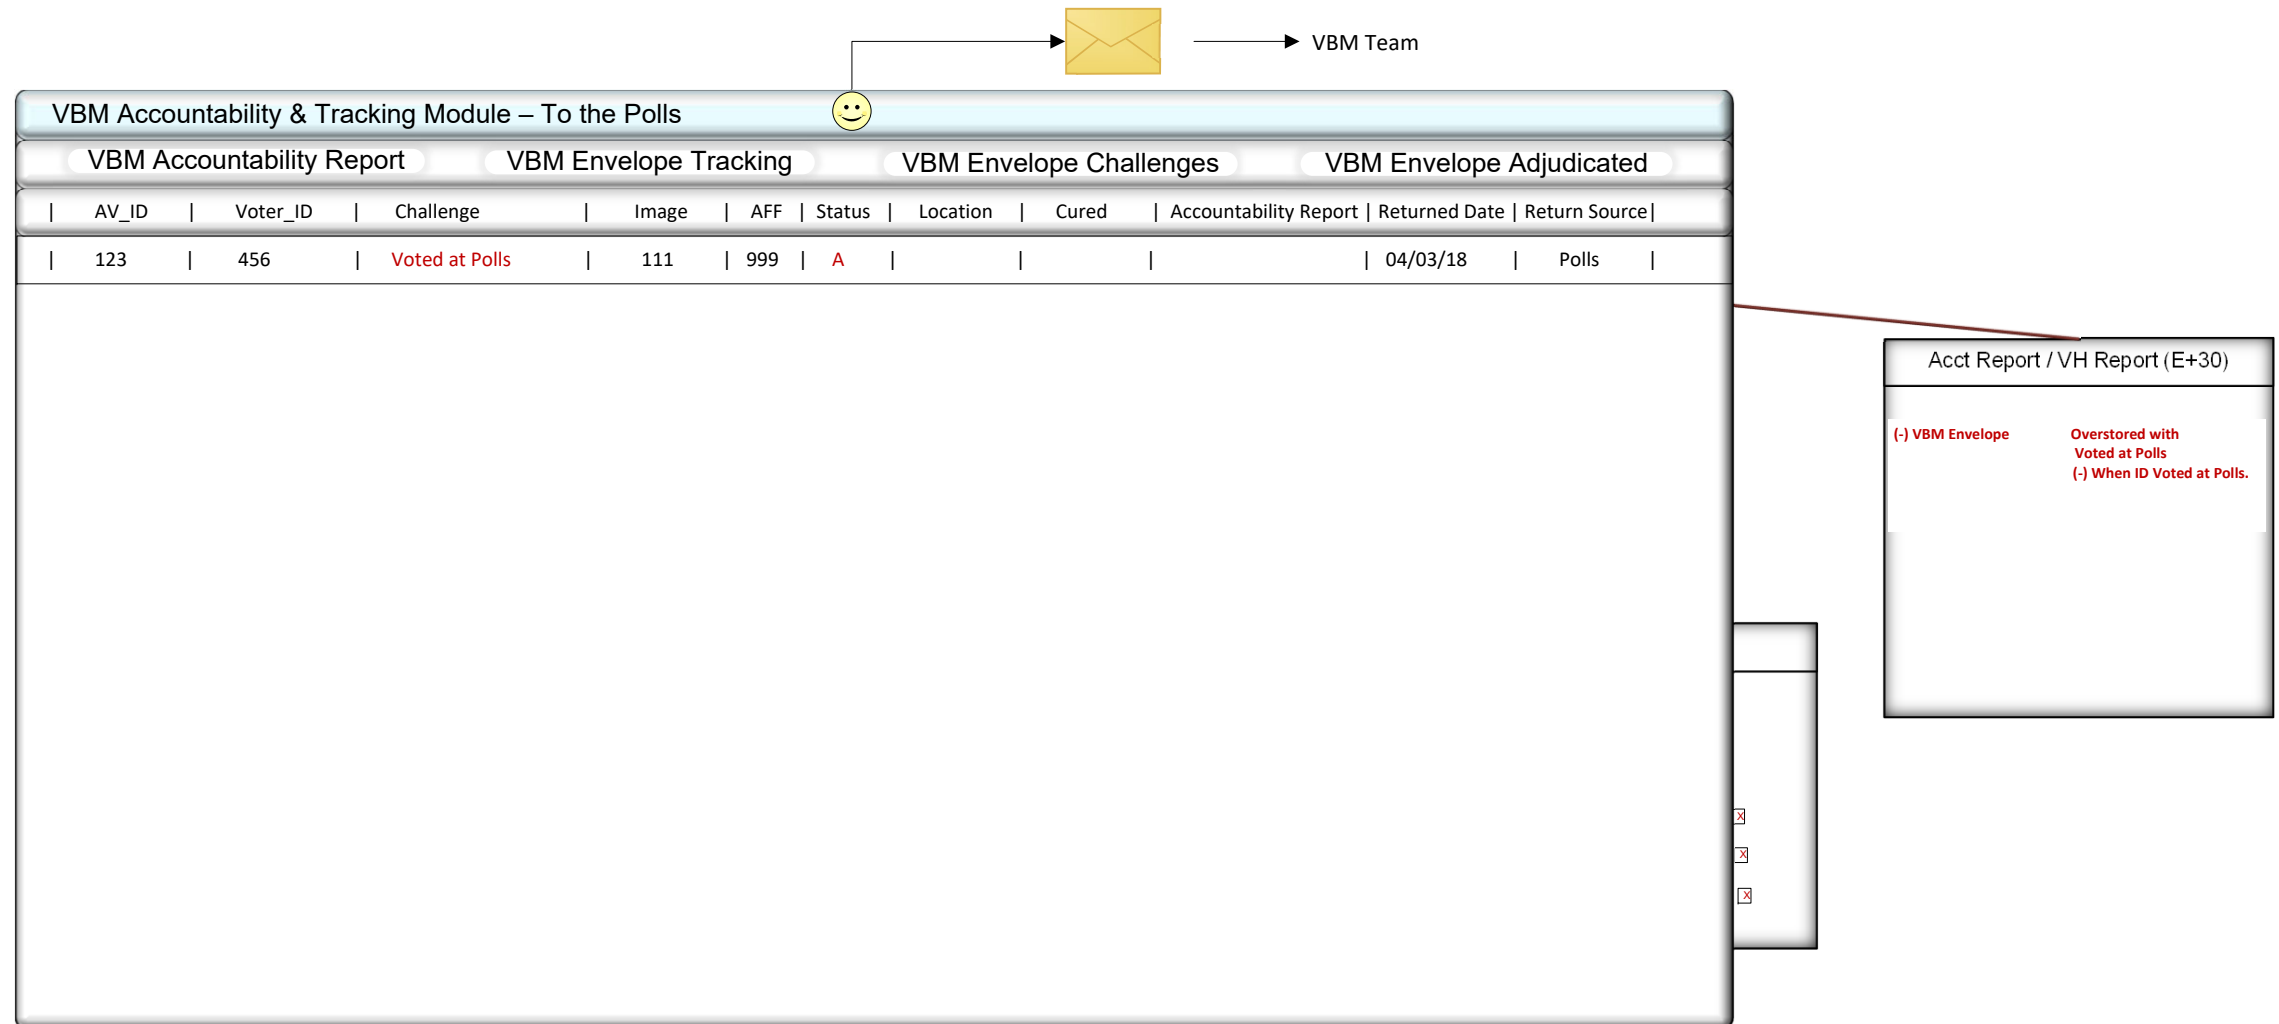 VBM Team
VBM Accountability & Tracking Module – To the Polls
VBM Accountability Report VBM Envelope Tracking VBM Envelope Challenges VBM Envelope Adjudicated
| AV_ID | Voter_ID | Challenge | Image | AFF | Status | Location | Cured | Accountability Report | Returned Date | Return Source|
| 123 | 456 | Voted at Polls | 111 | 999 | A | | | | 04/03/18 | Polls |
Acct Report / VH Report (E+30)
(-) VBM Envelope Overstored with
Voted at Polls
(-) When ID Voted at Polls.
X
X
X